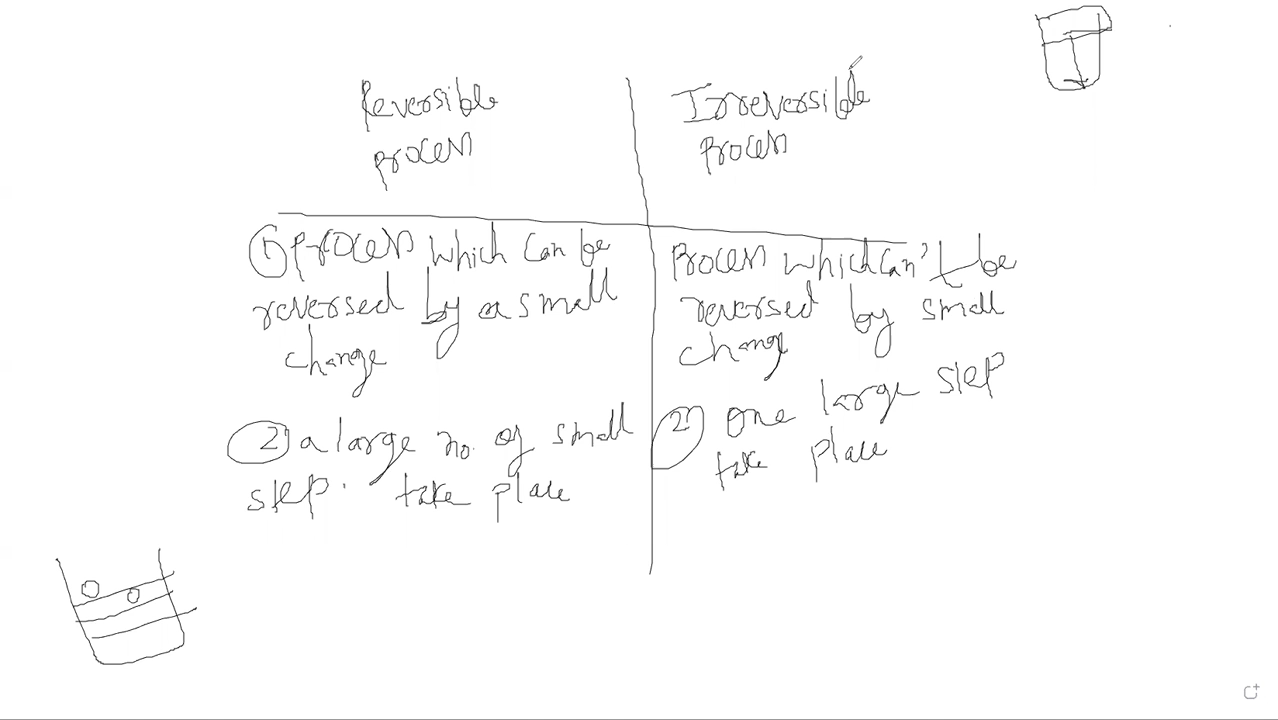 Reversible
process
Irreversible
Process
1) Process which can be
reversed by a small
change
2) a large no. of small
step. take place
Process which can't be
reversed by small
change
2) one large step
take place